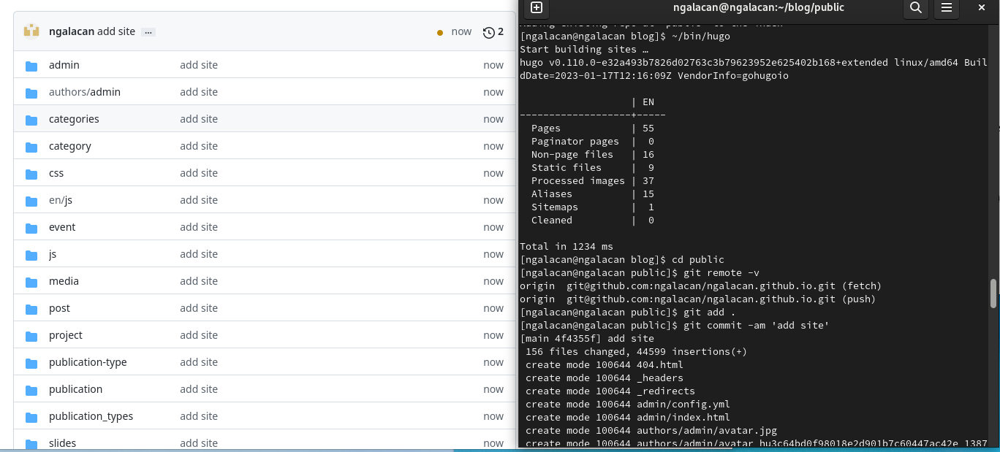 ngalacan add site ... now 2
admin add site now
authors/admin add site now
categories add site now
category add site now
css add site now
en/js add site now
event add site now
js add site now
media add site now
post add site now
project add site now
publication-type add site now
publication add site now
publication_types add site now
slides add site now
ngalacan@ngalacan:~/blog/public
[ngalacan@ngalacan blog]$ ~/bin/hugo
Start building sites …
hugo v0.110.0-e32a493b7826d02763c3b79623952e625402b168+extended linux/amd64 Buil
dDate=2023-01-17T12:16:09Z VendorInfo=gohugoio
| EN
-------------------+-----
Pages | 55
Paginator pages | 0
Non-page files | 16
Static files | 9
Processed images | 37
Aliases | 15
Sitemaps | 1
Cleaned | 0
Total in 1234 ms
[ngalacan@ngalacan blog]$ cd public
[ngalacan@ngalacan public]$ git remote -v
origin git@github.com:ngalacan/ngalacan.github.io.git (fetch)
origin git@github.com:ngalacan/ngalacan.github.io.git (push)
[ngalacan@ngalacan public]$ git add .
[ngalacan@ngalacan public]$ git commit -am 'add site'
[main 4f4355f] add site
156 files changed, 44599 insertions(+)
create mode 100644 404.html
create mode 100644 _headers
create mode 100644 _redirects
create mode 100644 admin/config.yml
create mode 100644 admin/index.html
create mode 100644 authors/admin/avatar.jpg
create mode 100644 authors/admin/avatar_hu3c64bd0f98018e2d901b7c60447ac42e_1387